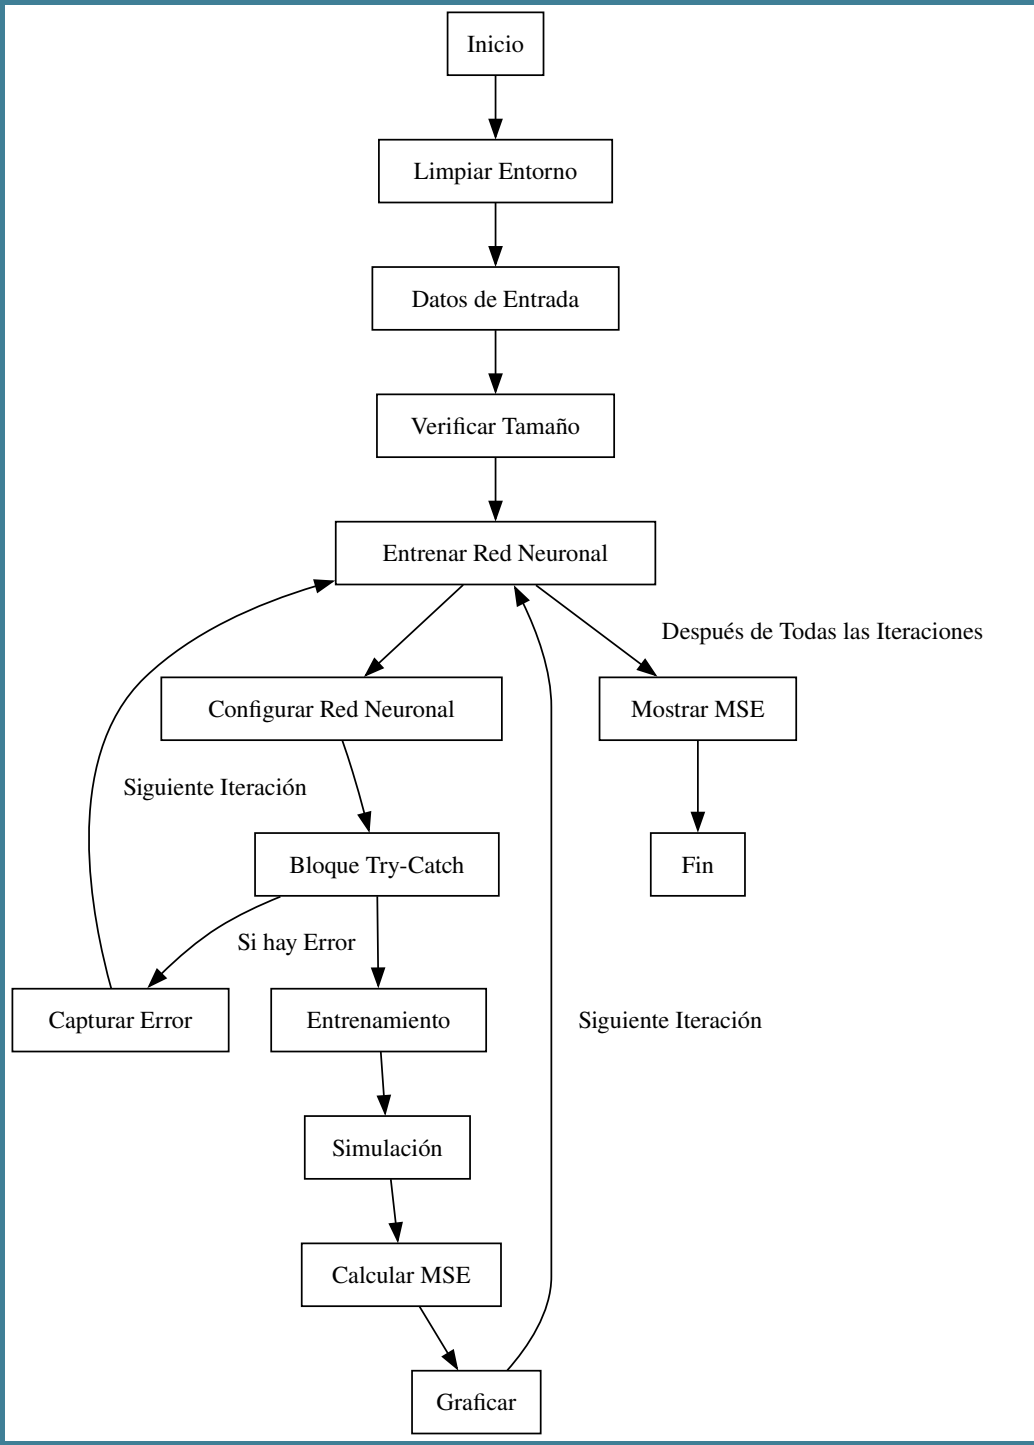 Inicio
Limpiar Entorno
Datos de Entrada
Verificar Tamaño
Entrenar Red Neuronal
Después de Todas las Iteraciones
Configurar Red Neuronal
Mostrar MSE
Siguiente Iteración
Bloque Try-Catch
Fin
Si hay Error
Capturar Error
Entrenamiento
Siguiente Iteración
Simulación
Calcular MSE
Graficar